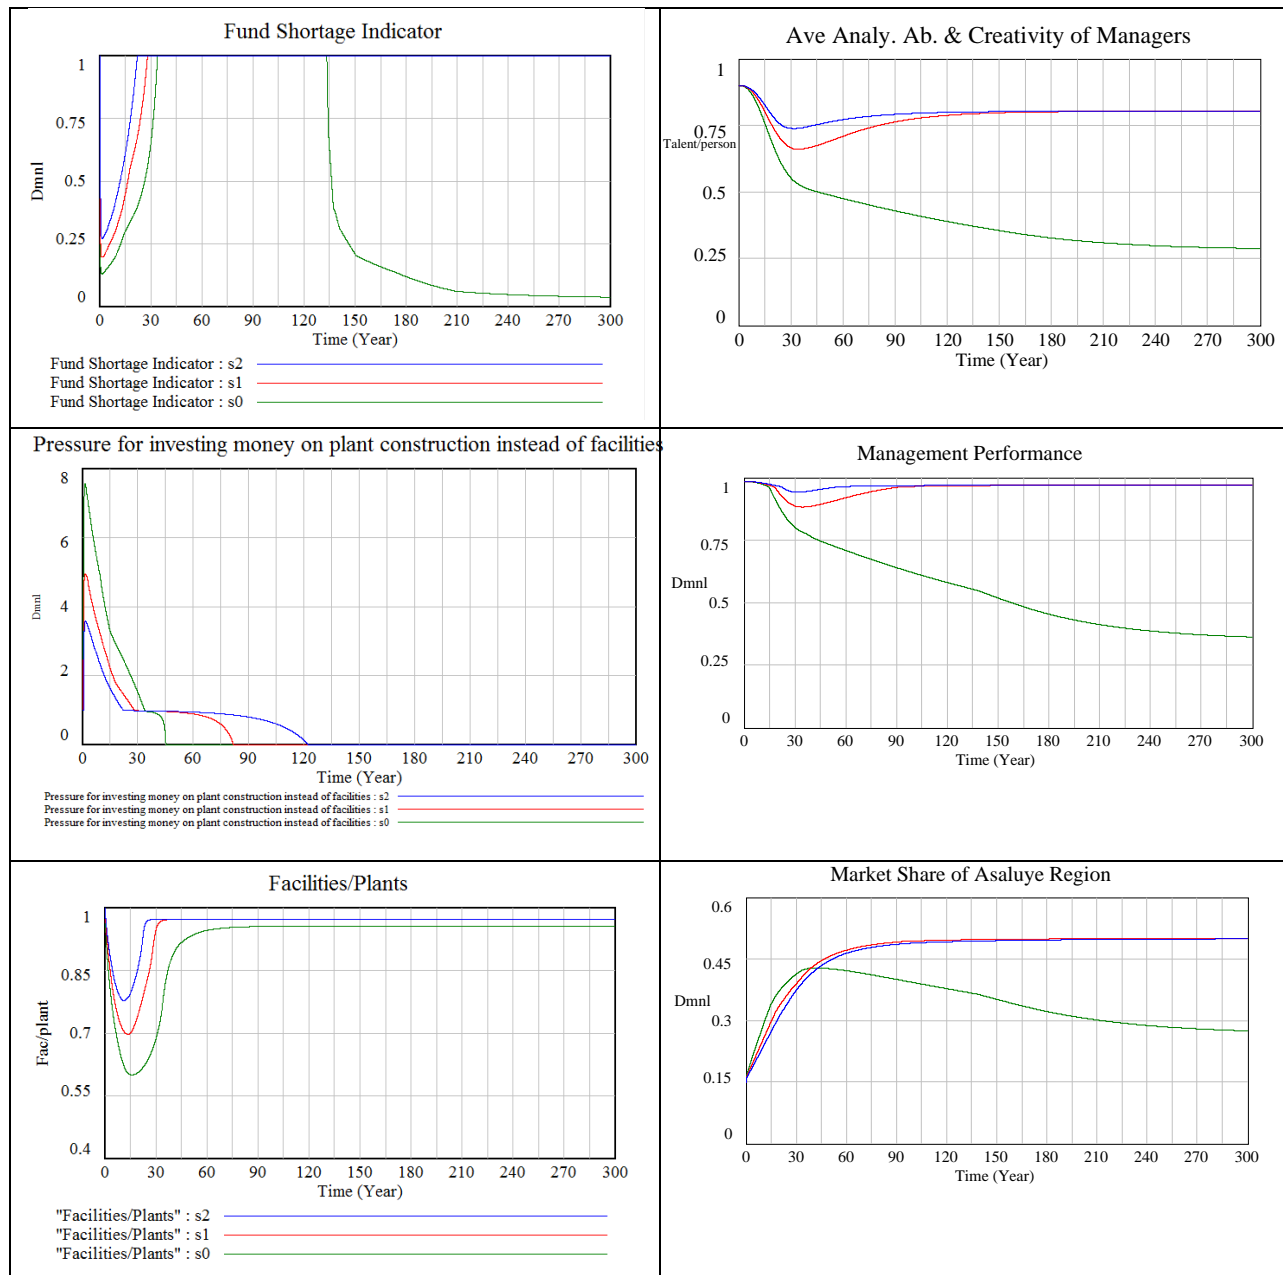 Fund Shortage Indicator
1
0.75
0.5
0.25
0
Dmnl
0 30 60 90 120 150 180 210 240 270 300
Time (Year)
Fund Shortage Indicator : s2
Fund Shortage Indicator : s1
Fund Shortage Indicator : s0
Ave Analy. Ab. & Creativity of Managers
1
0.75
Talent/person
0.5
0.25
0
0 30 60 90 120 150 180 210 240 270 300
Time (Year)
Pressure for investing money on plant construction instead of facilities
8
6
4
2
0
Dmnl
0 30 60 90 120 150 180 210 240 270 300
Time (Year)
Pressure for investing money on plant construction instead of facilities : s2
Pressure for investing money on plant construction instead of facilities : s1
Pressure for investing money on plant construction instead of facilities : s0
Management Performance
1
0.75
Dmnl
0.5
0.25
0
0 30 60 90 120 150 180 210 240 270 300
Time (Year)
Facilities/Plants
1
0.85
0.7
0.55
0.4
Fac/plant
0 30 60 90 120 150 180 210 240 270 300
Time (Year)
"Facilities/Plants" : s2
"Facilities/Plants" : s1
"Facilities/Plants" : s0
Market Share of Asaluye Region
0.6
0.45
Dmnl
0.3
0.15
0
0 30 60 90 120 150 180 210 240 270 300
Time (Year)